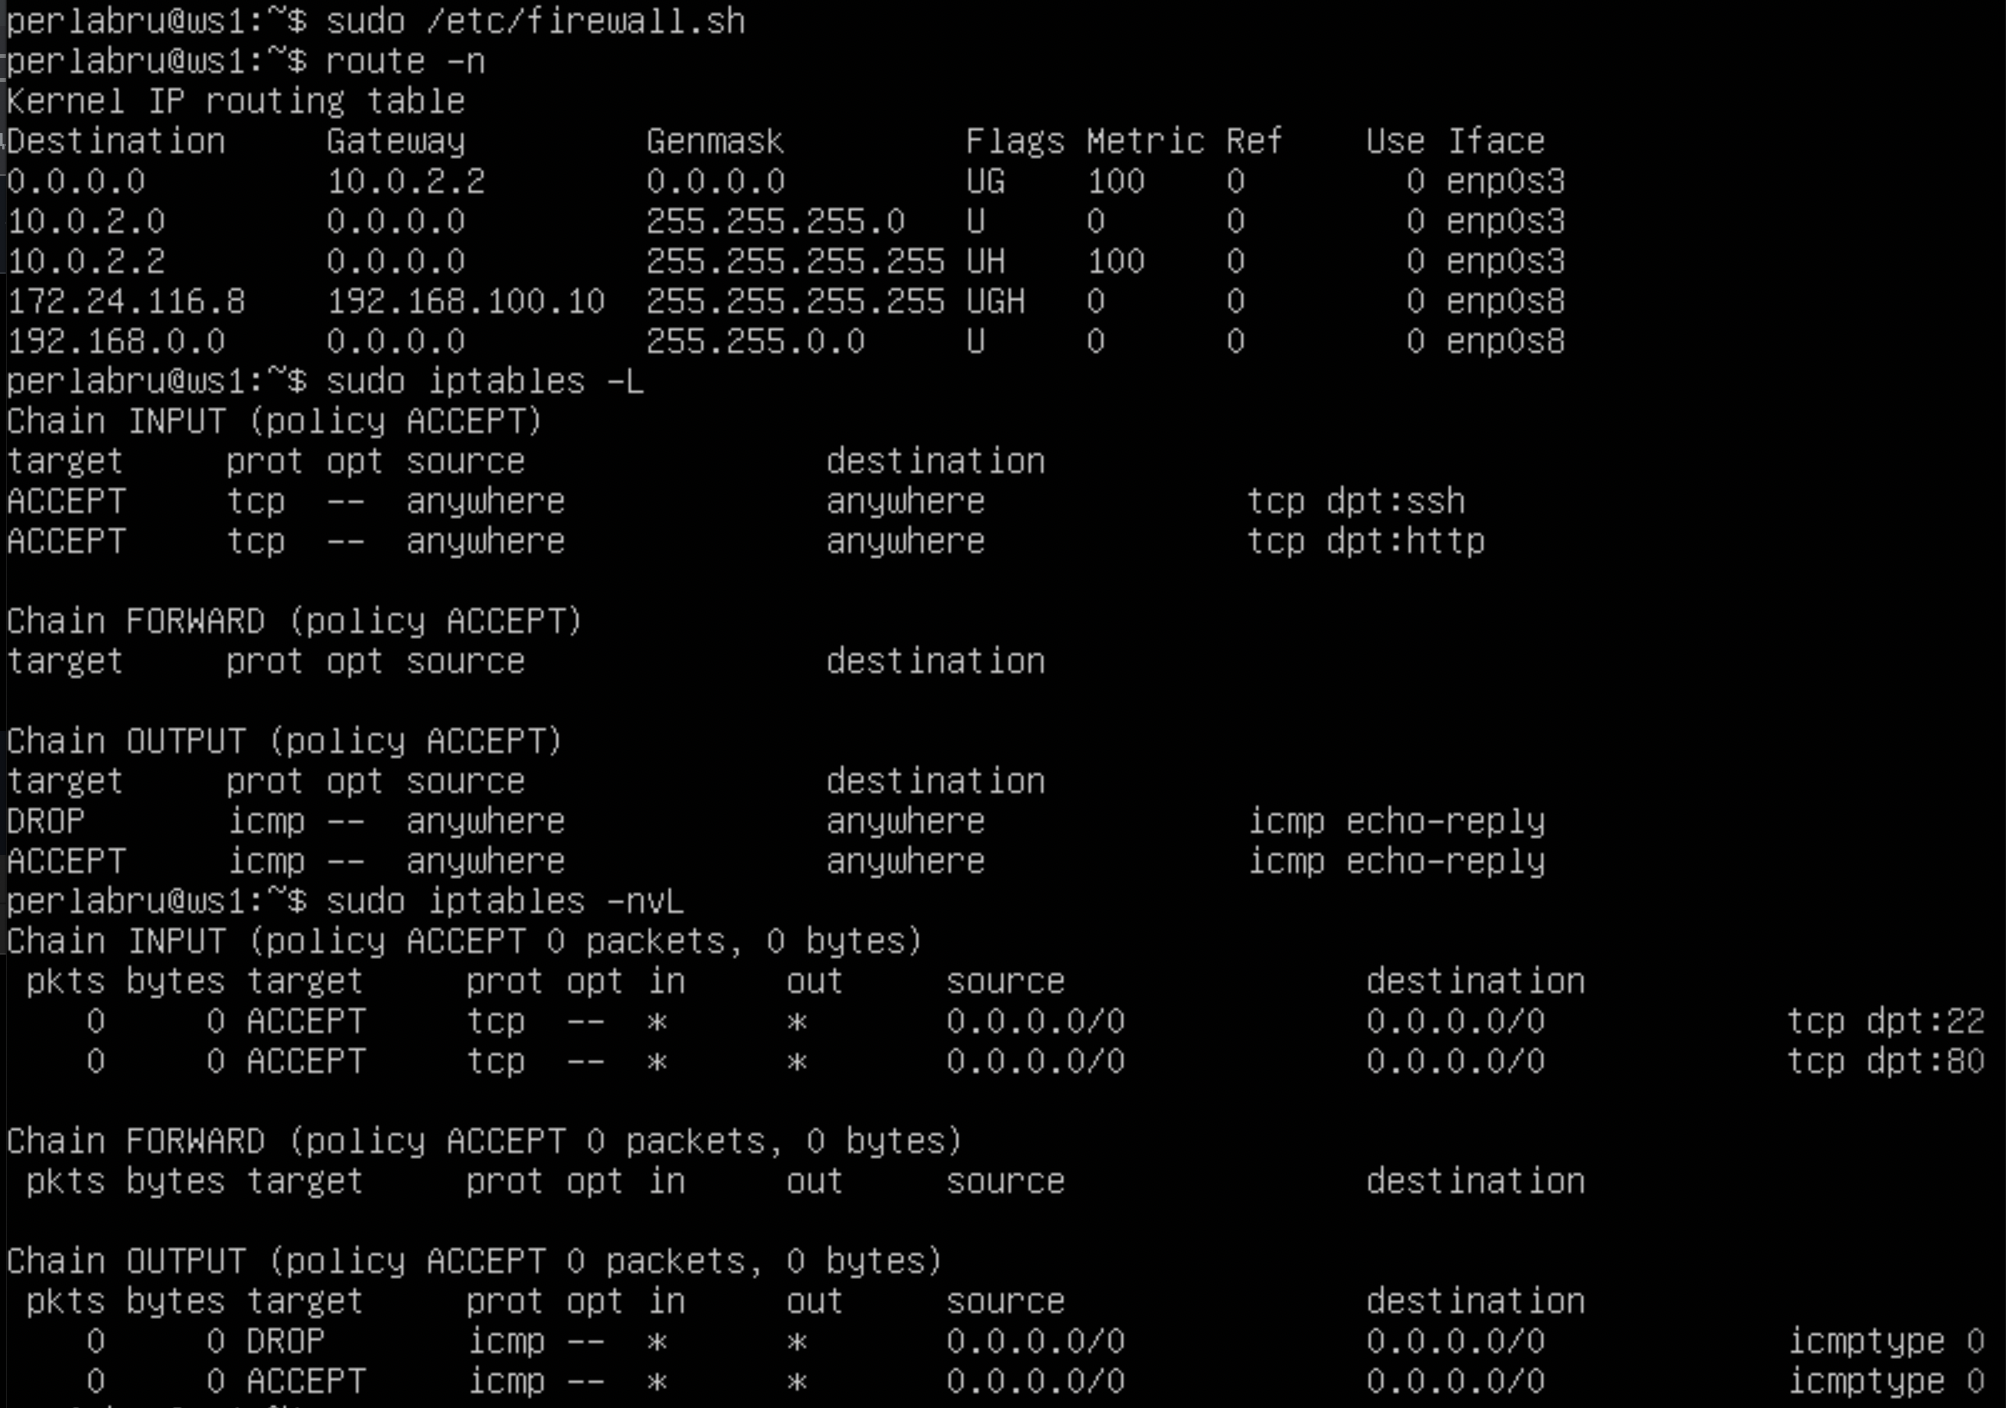 perlabru@ws1:~$ sudo /etc/firewall.sh
perlabru@ws1:~$ route -n
Kernel IP routing table
Destination     Gateway         Genmask         Flags Metric Ref    Use Iface
0.0.0.0         10.0.2.2        0.0.0.0         UG    100    0        0 enp0s3
10.0.2.0        0.0.0.0         255.255.255.0   U     0      0        0 enp0s3
10.0.2.2        0.0.0.0         255.255.255.255 UH    100    0        0 enp0s3
172.24.116.8    192.168.100.10  255.255.255.255 UGH   0      0        0 enp0s8
192.168.0.0     0.0.0.0         255.255.0.0     U     0      0        0 enp0s8
perlabru@ws1:~$ sudo iptables -L
Chain INPUT (policy ACCEPT)
target     prot opt source               destination
ACCEPT     tcp  --  anywhere             anywhere             tcp dpt:ssh
ACCEPT     tcp  --  anywhere             anywhere             tcp dpt:http
Chain FORWARD (policy ACCEPT)
target     prot opt source               destination
Chain OUTPUT (policy ACCEPT)
target     prot opt source               destination
DROP       icmp --  anywhere             anywhere             icmp echo-reply
ACCEPT     icmp --  anywhere             anywhere             icmp echo-reply
perlabru@ws1:~$ sudo iptables -nvL
Chain INPUT (policy ACCEPT 0 packets, 0 bytes)
 pkts bytes target     prot opt in     out     source               destination
    0     0 ACCEPT     tcp  --  *      *       0.0.0.0/0            0.0.0.0/0            tcp dpt:22
    0     0 ACCEPT     tcp  --  *      *       0.0.0.0/0            0.0.0.0/0            tcp dpt:80
Chain FORWARD (policy ACCEPT 0 packets, 0 bytes)
 pkts bytes target     prot opt in     out     source               destination
Chain OUTPUT (policy ACCEPT 0 packets, 0 bytes)
 pkts bytes target     prot opt in     out     source               destination
    0     0 DROP       icmp --  *      *       0.0.0.0/0            0.0.0.0/0            icmptype 0
    0     0 ACCEPT     icmp --  *      *       0.0.0.0/0            0.0.0.0/0            icmptype 0